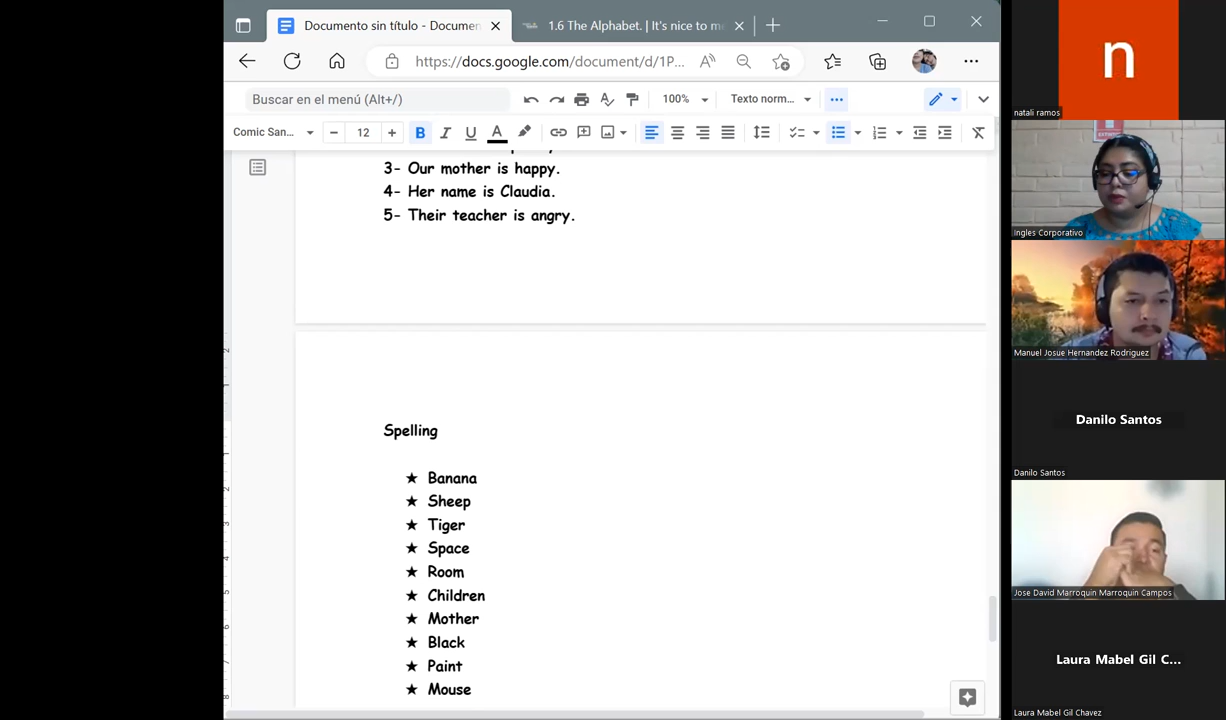 Documento sin título - Documen
1.6 The Alphabet. | It's nice to me
https://docs.google.com/document/d/1P...
Buscar en el menú (Alt+/)
100%
Texto norm...
Comic San...
12
3- Our mother is happy.
4- Her name is Claudia.
5- Their teacher is angry.
Spelling
★ Banana
★ Sheep
★ Tiger
★ Space
★ Room
★ Children
★ Mother
★ Black
★ Paint
★ Mouse
n
natali ramos
Ingles Corporativo
Manuel Josue Hernandez Rodriguez
Danilo Santos
Danilo Santos
Jose David Marroquin Marroquin Campos
Laura Mabel Gil C...
Laura Mabel Gil Chavez